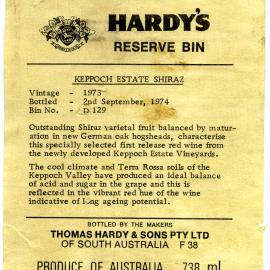 HARDY'S
RESERVE BIN
KEPPOCH ESTATE SHIRAZ
Vintage - 1973
Bottled - 2nd September, 1974
Bin No. - D 129
Outstanding Shiraz varietal fruit balanced by matur-
ation in new German oak hogsheads, characterise
this specially selected first release red wine from
the newly developed Keppoch Estate Vineyards.
The cool climate and Terra Rossa soils of the
Keppoch Valley have produced an ideal balance
of acid and sugar in the grape and this is
reflected in the vibrant red hue of the wine
indicative of long ageing potential.
BOTTLED BY THE MAKERS
THOMAS HARDY & SONS PTY LTD
OF SOUTH AUSTRALIA F 38
PRODUCE OF AUSTRALIA 738 ml